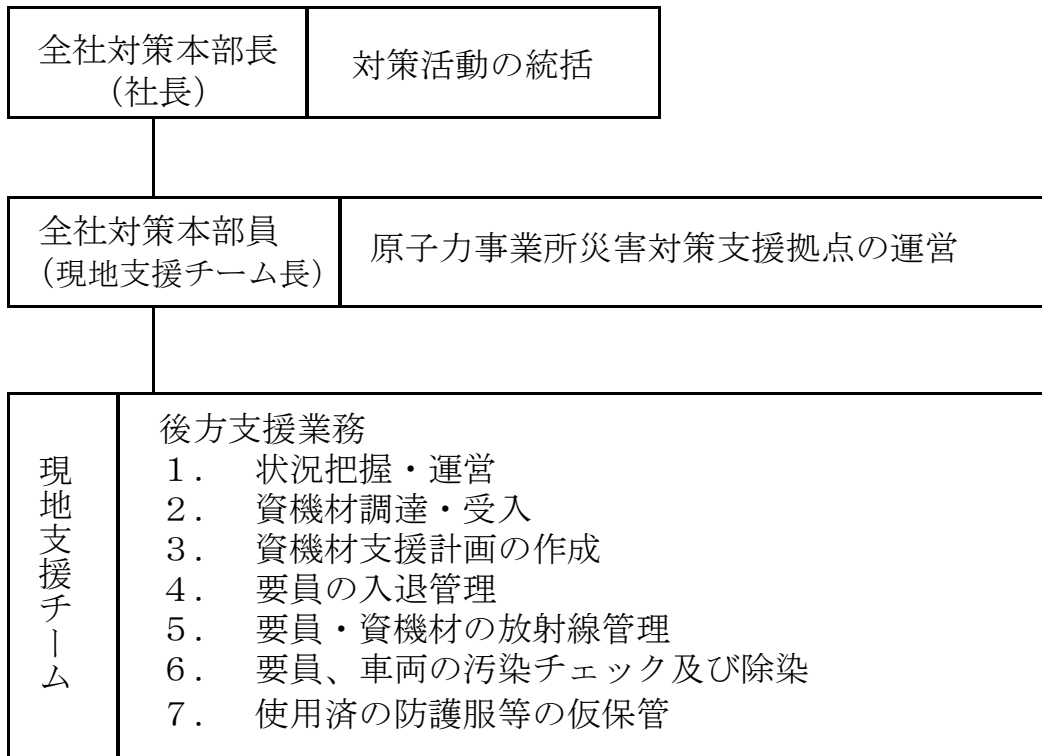 全社対策本部長
（社長）
対策活動の統括
全社対策本部員
（現地支援チーム長）
原子力事業所災害対策支援拠点の運営
現地支援チーム
後方支援業務
１．　状況把握・運営
２．　資機材調達・受入
３．　資機材支援計画の作成
４．　要員の入退管理
５．　要員・資機材の放射線管理
６．　要員、車両の汚染チェック及び除染
７．　使用済の防護服等の仮保管